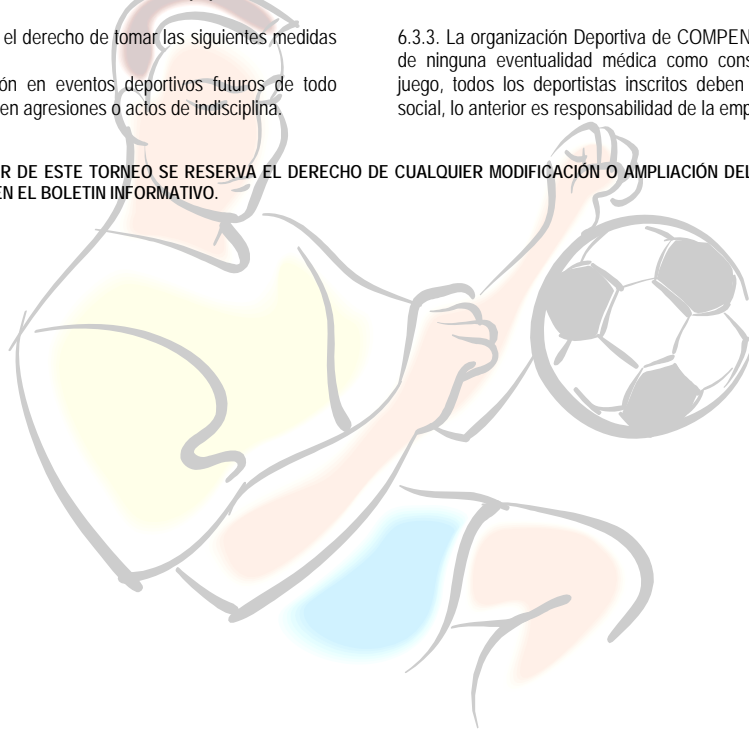 el derecho de tomar las siguientes medidas
ón en eventos deportivos futuros de todo
en agresiones o actos de indisciplina.
6.3.3. La organización Deportiva de COMPEN
de ninguna eventualidad médica como cons
juego, todos los deportistas inscritos deben
social, lo anterior es responsabilidad de la emp
R DE ESTE TORNEO SE RESERVA EL DERECHO DE CUALQUIER MODIFICACIÓN O AMPLIACIÓN DEL
EN EL BOLETIN INFORMATIVO.